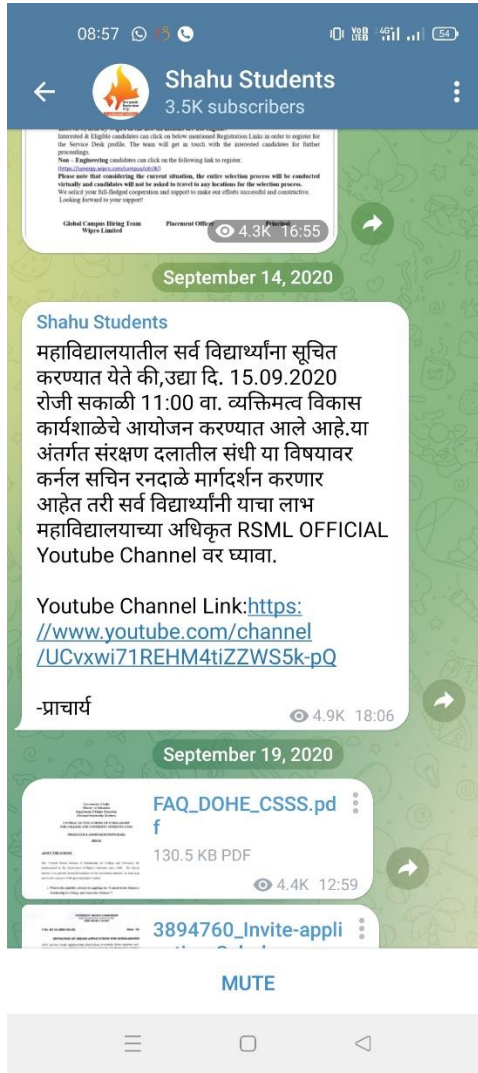 08:57
54
Shahu Students
3.5K subscribers
Interested & Eligible candidates can click on below mentioned Registration Links in order to register for
the Service Desk profile. The team will get in touch with the interested candidates for further
proceedings.
Non – Engineering candidates can click on the following link to register:
Please note that considering the current situation, the entire selection process will be conducted
virtually and candidates will not be asked to travel to any locations for the selection process.
We solicit your full-fledged cooperation and support to make our efforts successful and constructive.
Looking forward to your support!
Global Campus Hiring Team Placement Officer Principal
Wipro Limited
4.3K 16:55
September 14, 2020
Shahu Students
महाविद्यालयातील सर्व विद्यार्थ्यांना सूचित
करण्यात येते की,उद्या दि. 15.09.2020
रोजी सकाळी 11:00 वा. व्यक्तिमत्व विकास
कार्यशाळेचे आयोजन करण्यात आले आहे.या
अंतर्गत संरक्षण दलातील संधी या विषयावर
कर्नल सचिन रनदाळे मार्गदर्शन करणार
आहेत तरी सर्व विद्यार्थ्यांनी याचा लाभ
महाविद्यालयाच्या अधिकृत RSML OFFICIAL
Youtube Channel वर घ्यावा.
Youtube Channel Link:https:
//www.youtube.com/channel
/UCvxwi71REHM4tiZZWS5k-pQ
-प्राचार्य
4.9K 18:06
September 19, 2020
FAQ_DOHE_CSSS.pd
f
130.5 KB PDF
4.4K 12:59
3894760_Invite-appli
MUTE